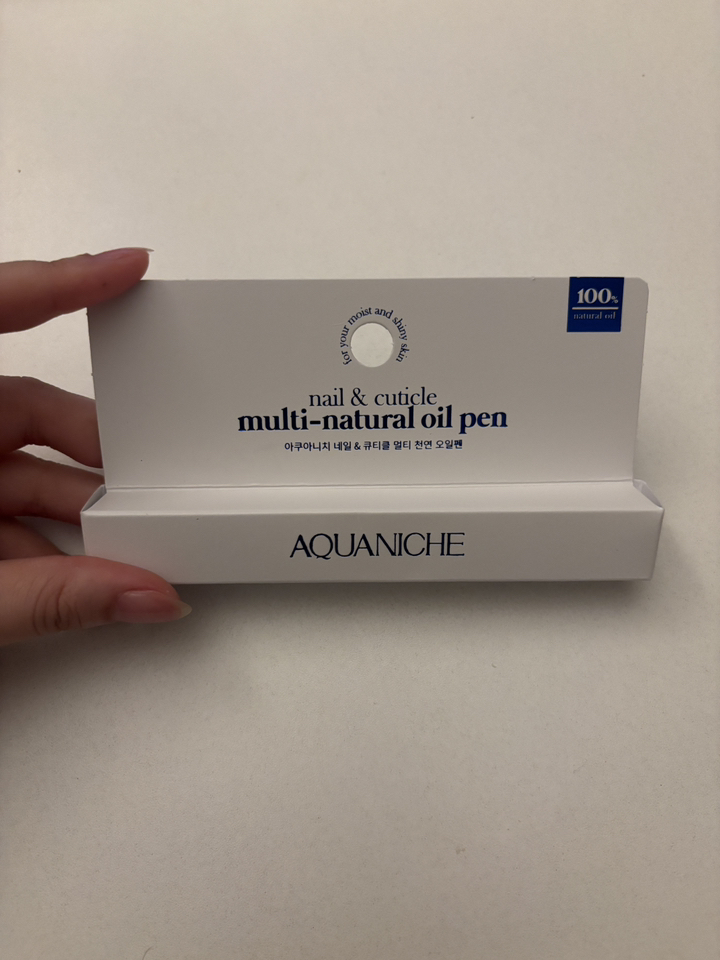 100%
natural oil
for your moist and shiny skin
nail & cuticle
multi-natural oil pen
아쿠아니치 네일 & 큐티클 멀티 천연 오일펜
AQUANICHE